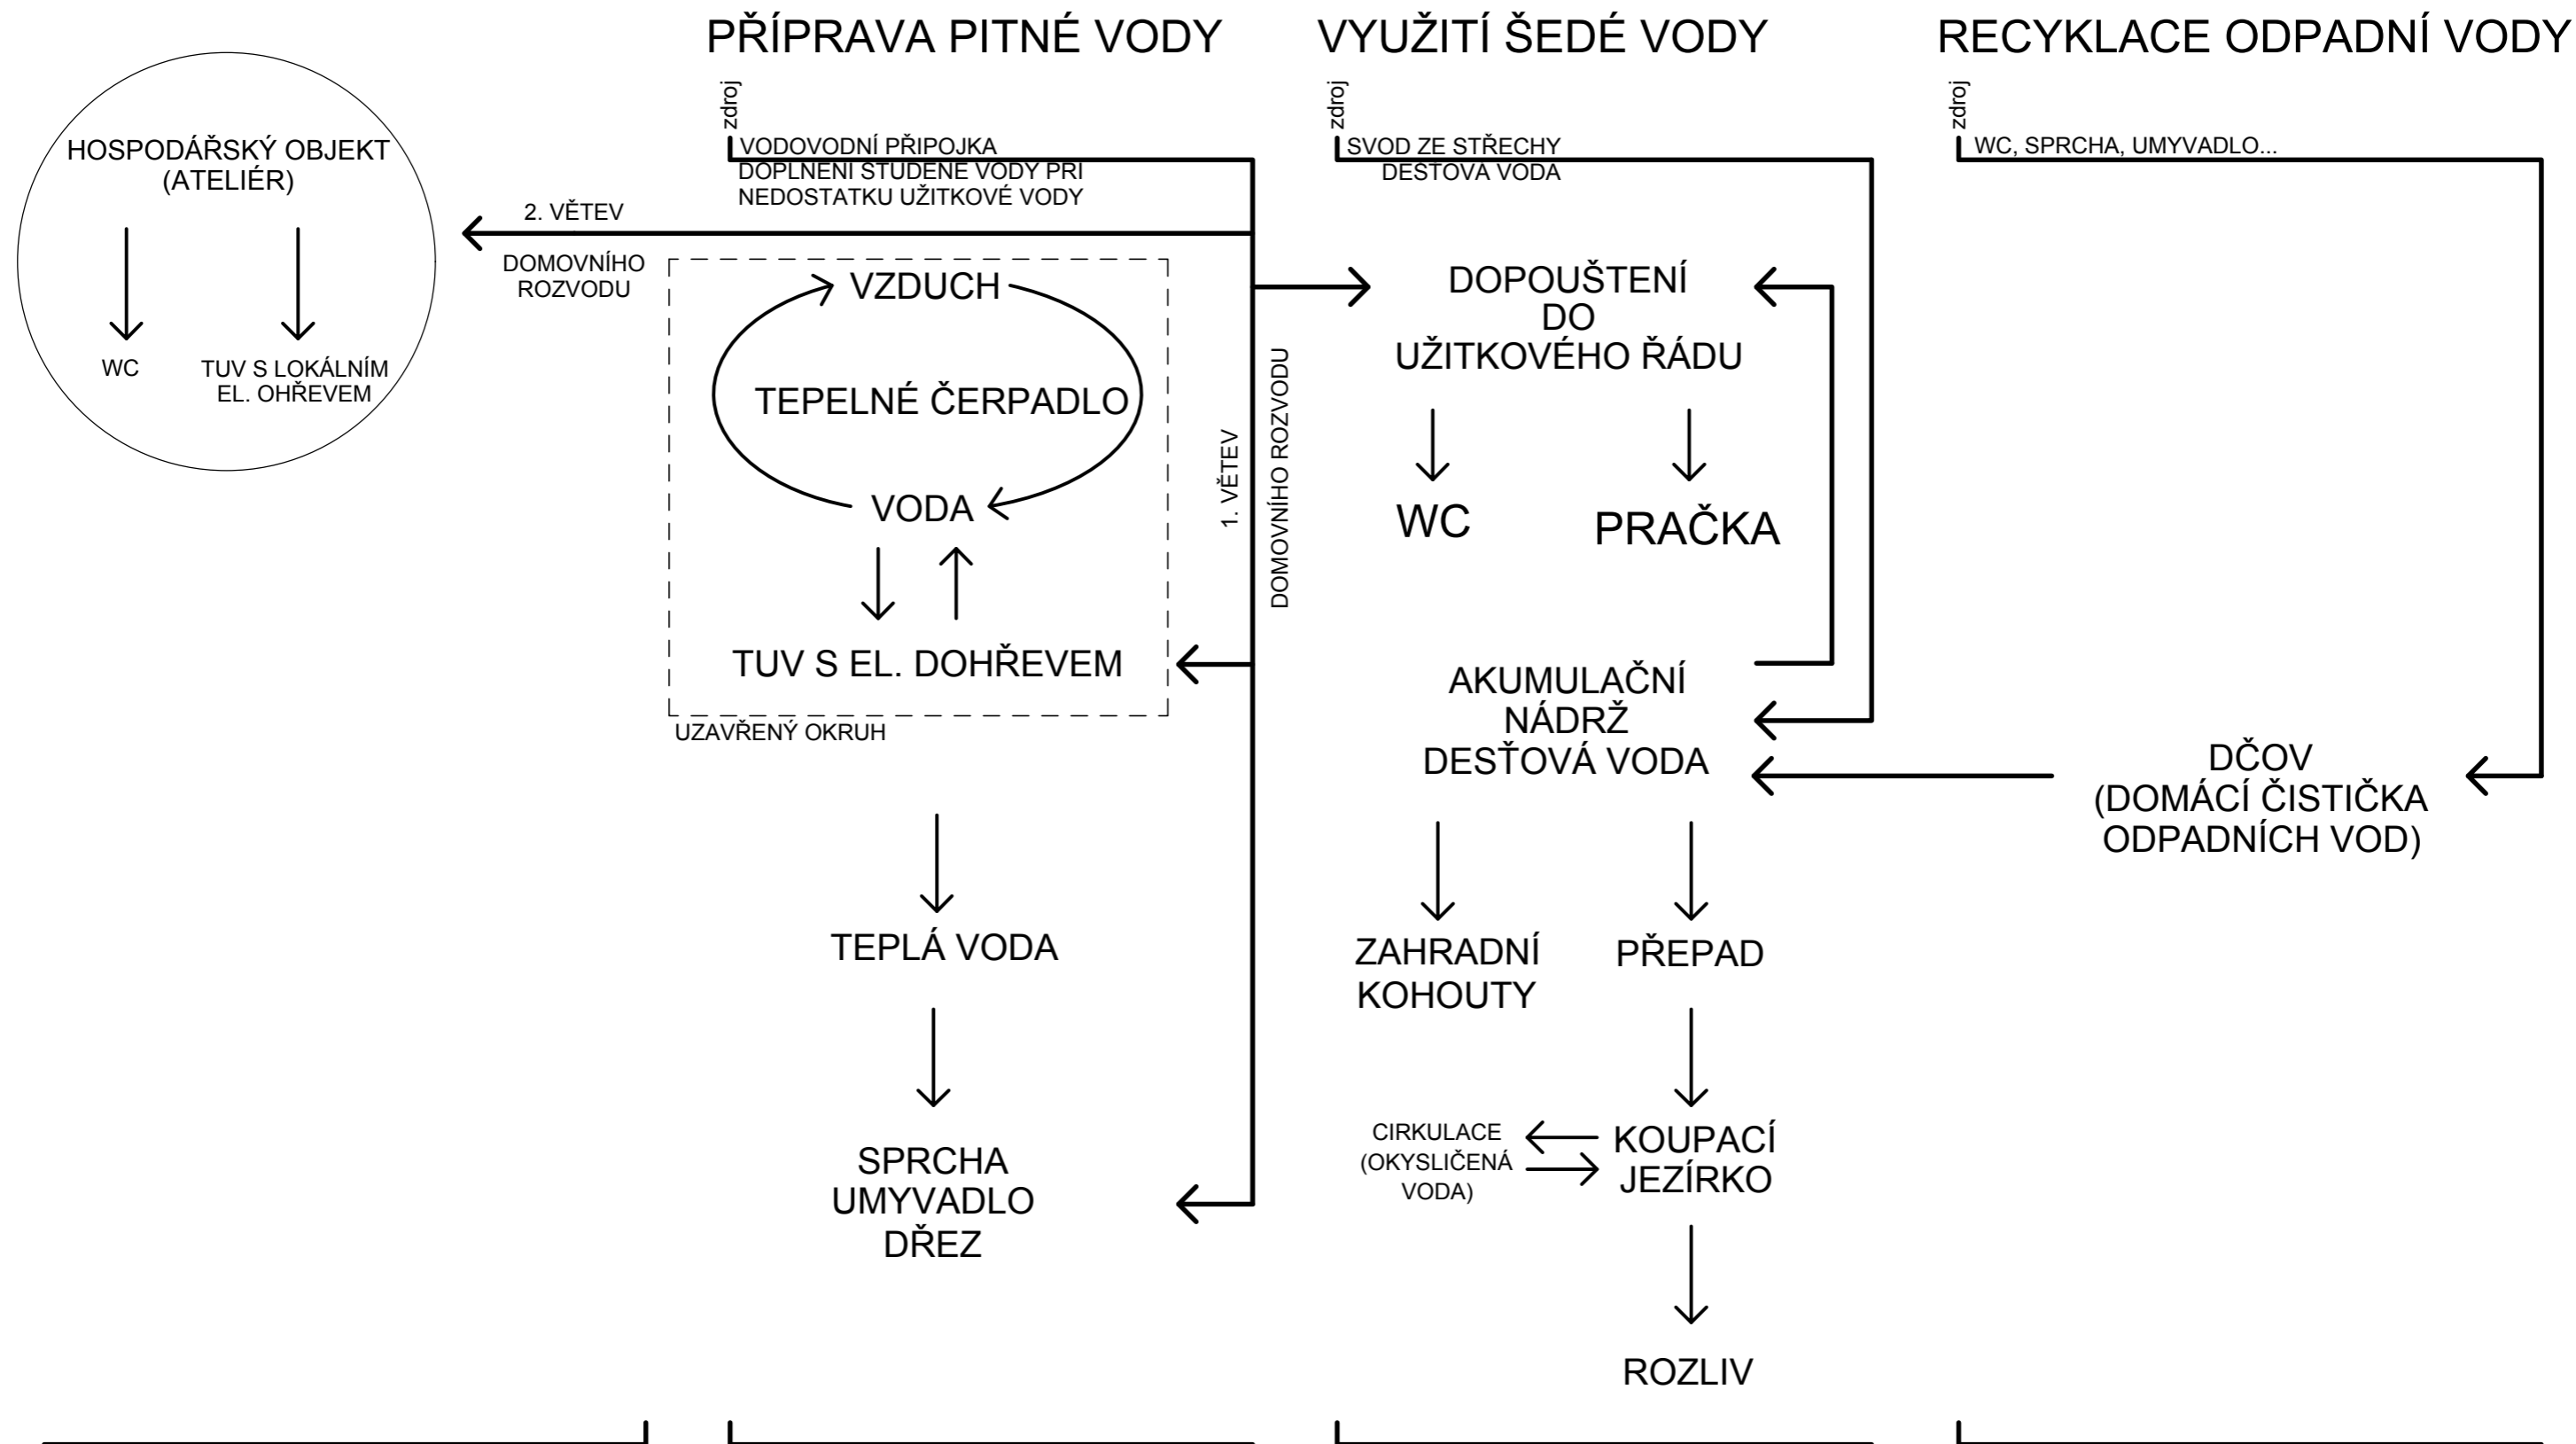 PŘÍPRAVA PITNÉ VODY
VYUŽITÍ ŠEDÉ VODY
RECYKLACE ODPADNÍ VODY
HOSPODÁŘSKÝ OBJEKT
(ATELIÉR)
WC
TUV S LOKÁLNÍM
EL. OHŘEVEM
2. VĚTEV
DOMOVNÍHO
ROZVODU
zdroj
VODOVODNÍ PŘIPOJKA
DOPLNĚNÍ STUDENÉ VODY PŘI
NEDOSTATKU UŽITKOVÉ VODY
VZDUCH
TEPELNÉ ČERPADLO
VODA
TUV S EL. DOHŘEVEM
UZAVŘENÝ OKRUH
TEPLÁ VODA
SPRCHA
UMYVADLO
DŘEZ
1. VĚTEV
DOMOVNÍHO ROZVODU
zdroj
SVOD ZE STŘECHY
DEŠŤOVÁ VODA
DOPOUŠTENÍ
DO
UŽITKOVÉHO ŘÁDU
WC
PRAČKA
AKUMULAČNÍ
NÁDRŽ
DESŤOVÁ VODA
ZAHRADNÍ
KOHOUTY
PŘEPAD
CIRKULACE
(OKYSLIČENÁ
VODA)
KOUPACÍ
JEZÍRKO
ROZLIV
zdroj
WC, SPRCHA, UMYVADLO...
DČOV
(DOMÁCÍ ČISTIČKA
ODPADNÍCH VOD)